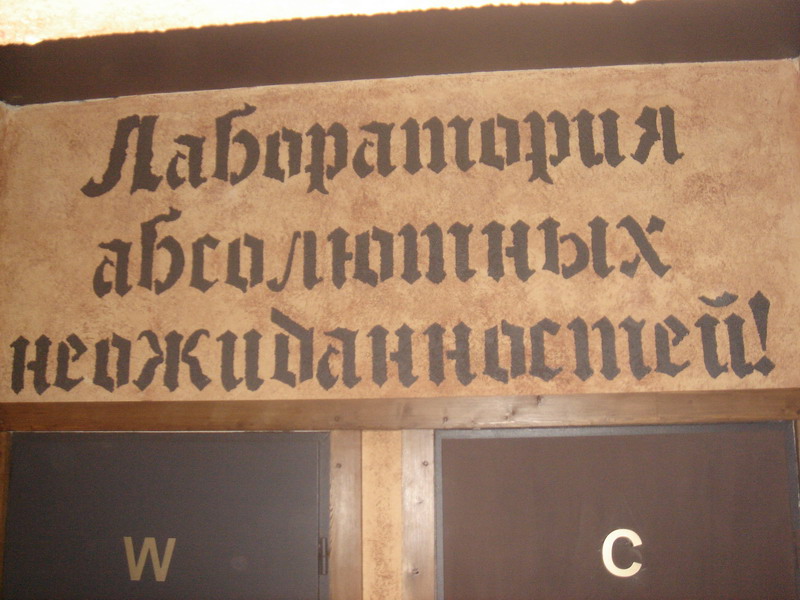 Лаборатория
абсолютных
неожиданностей!
W C